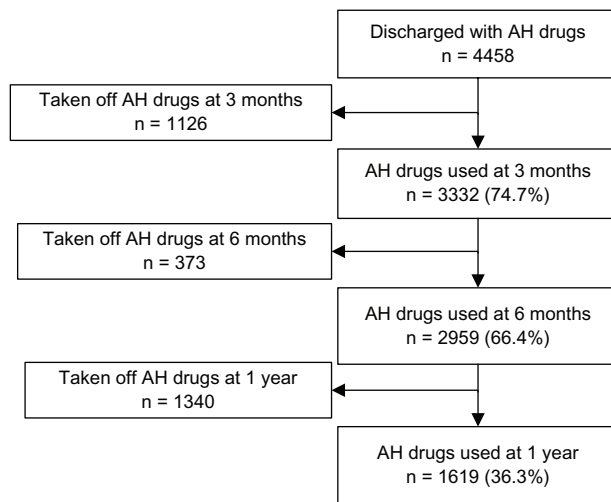 Discharged with AH drugs
n = 4458
Taken off AH drugs at 3 months
n = 1126
AH drugs used at 3 months
n = 3332 (74.7%)
Taken off AH drugs at 6 months
n = 373
AH drugs used at 6 months
n = 2959 (66.4%)
Taken off AH drugs at 1 year
n = 1340
AH drugs used at 1 year
n = 1619 (36.3%)